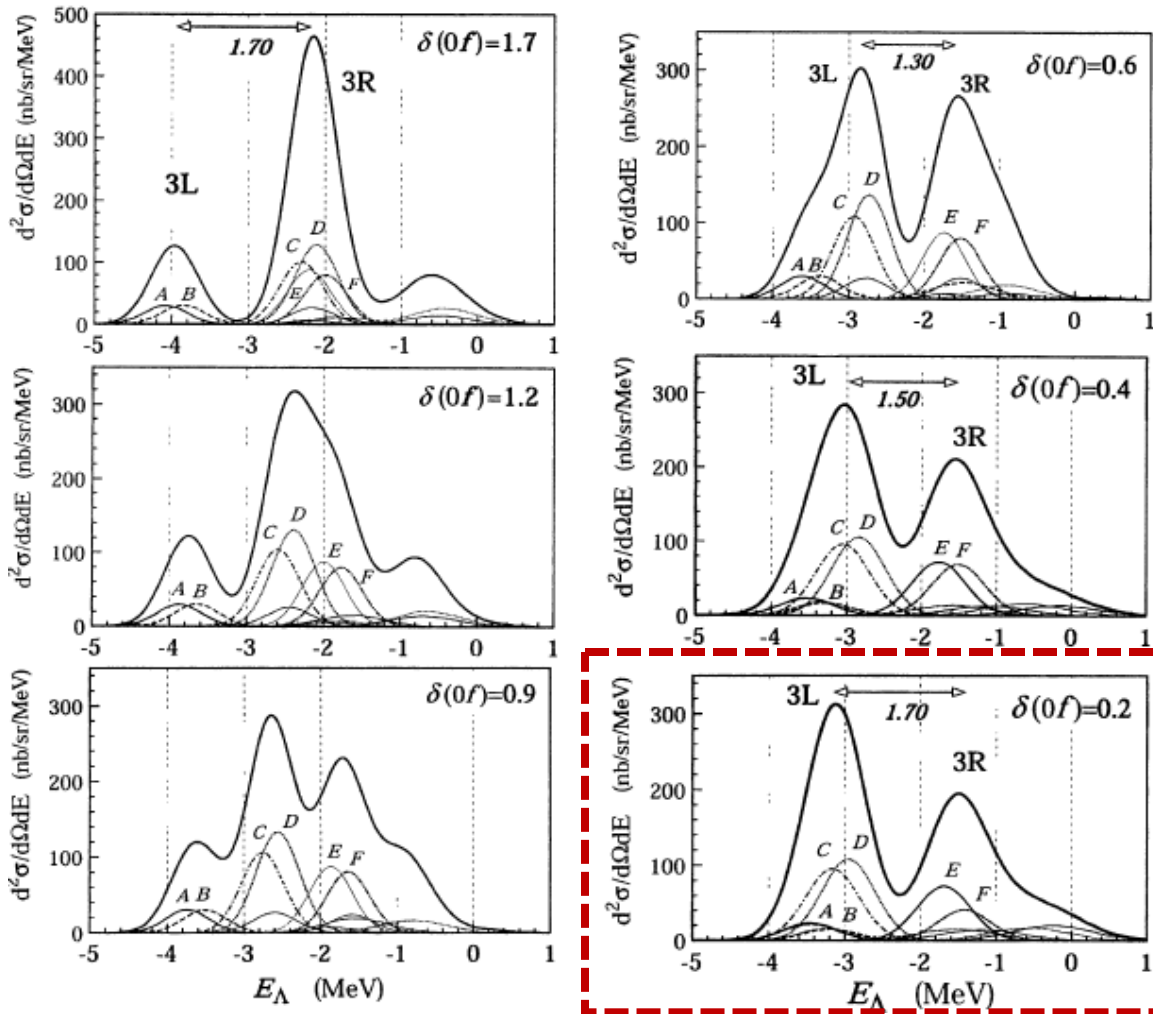 d²σ/dΩdE (nb/sr/MeV)
500
400
300
200
100
0
1.70
δ(0f)=1.7
3R
3L
A
B
C
D
E
F
-5
-4
-3
-2
-1
0
1
d²σ/dΩdE (nb/sr/MeV)
300
200
100
0
δ(0f)=1.2
A
B
C
D
E
F
-5
-4
-3
-2
-1
0
1
d²σ/dΩdE (nb/sr/MeV)
300
200
100
0
δ(0f)=0.9
A
B
C
D
E
F
-5
-4
-3
-2
-1
0
1
E_Λ (MeV)
d²σ/dΩdE (nb/sr/MeV)
300
200
100
0
3L
1.30
3R
δ(0f)=0.6
A
B
C
D
E
F
-5
-4
-3
-2
-1
0
1
d²σ/dΩdE (nb/sr/MeV)
300
200
100
0
3L
1.50
3R
δ(0f)=0.4
A
B
C
D
E
F
-5
-4
-3
-2
-1
0
1
d²σ/dΩdE (nb/sr/MeV)
300
200
100
0
3L
1.70
3R
δ(0f)=0.2
A
B
C
D
E
F
-5
-4
-3
-2
-1
0
1
E_Λ (MeV)